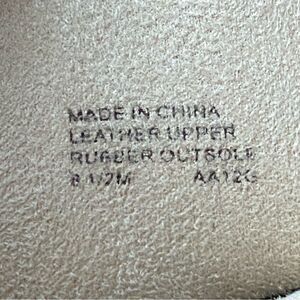 MADE IN CHINA
LEATHER UPPER
RUBBER OUTSOLE
8 1/2M AA12G